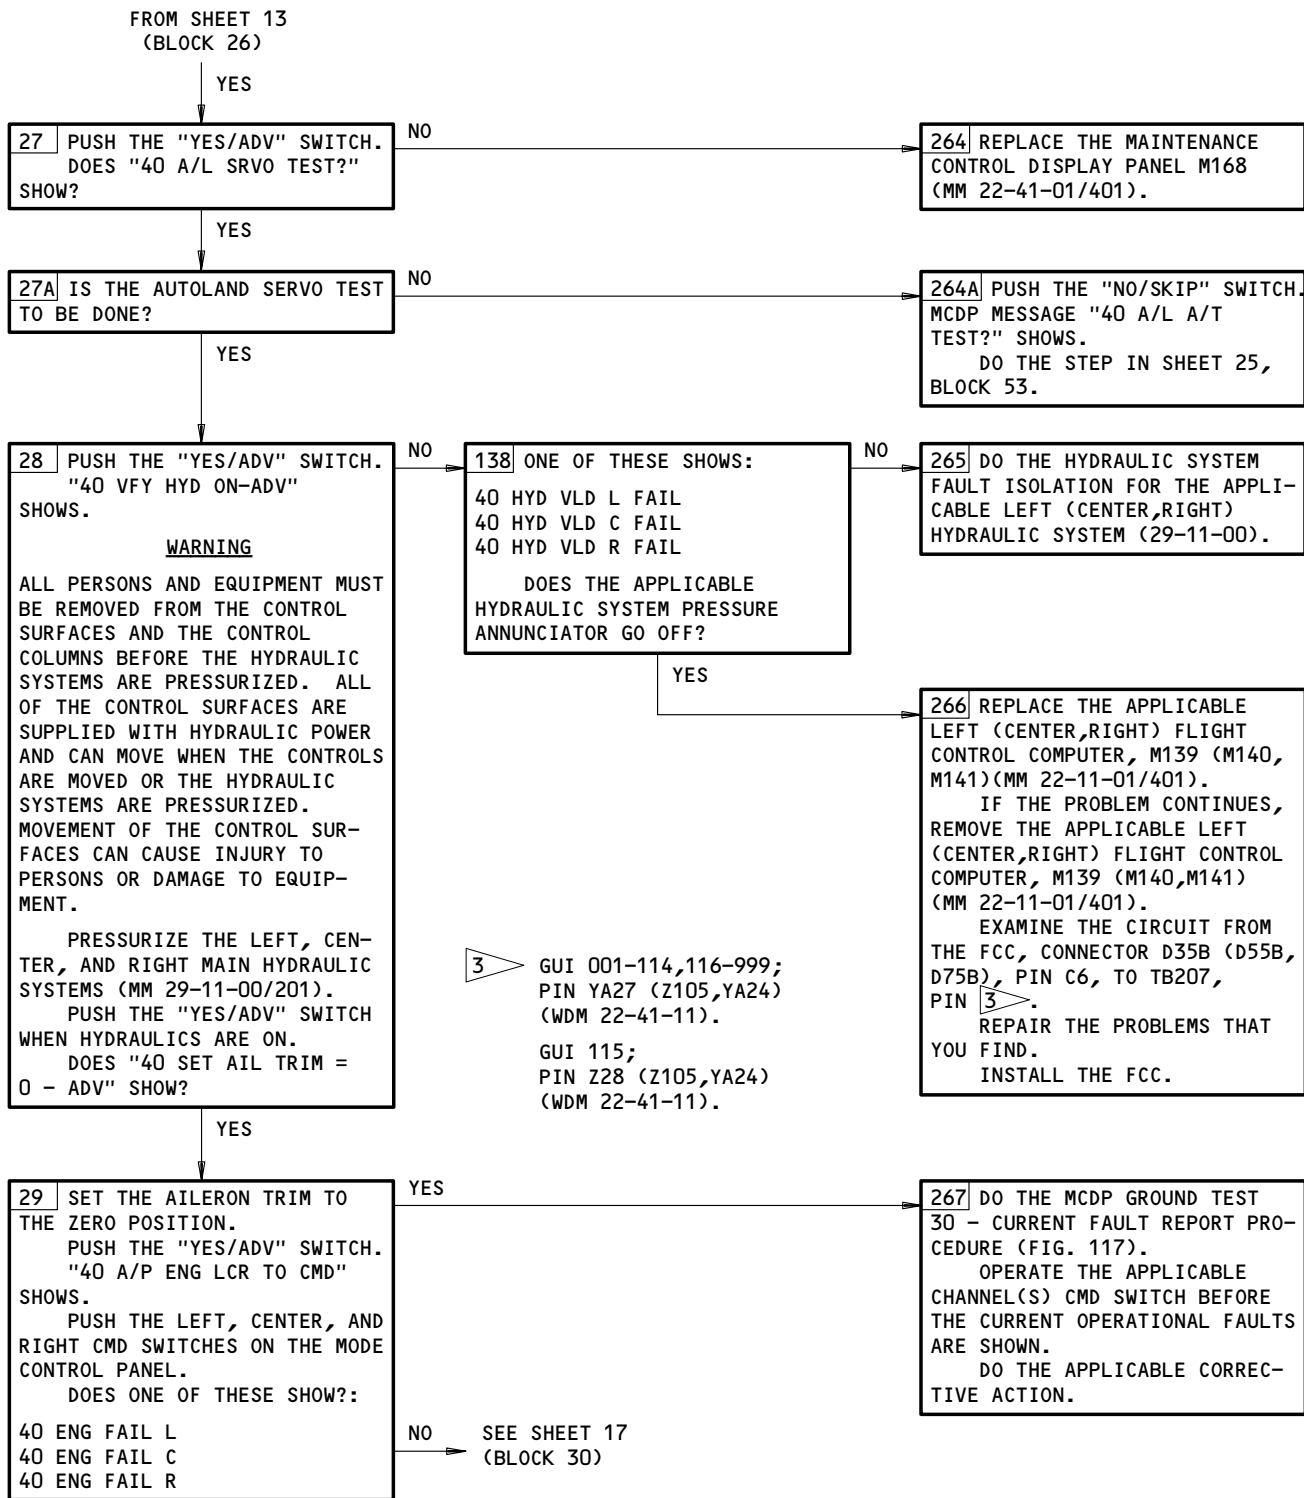 FROM SHEET 13
(BLOCK 26)
YES
27 PUSH THE "YES/ADV" SWITCH.
DOES "40 A/L SRVO TEST?"
SHOW?
NO
264 REPLACE THE MAINTENANCE
CONTROL DISPLAY PANEL M168
(MM 22-41-01/401).
YES
27A IS THE AUTOLAND SERVO TEST
TO BE DONE?
NO
264A PUSH THE "NO/SKIP" SWITCH.
MCDP MESSAGE "40 A/L A/T
TEST?" SHOWS.
DO THE STEP IN SHEET 25,
BLOCK 53.
YES
28 PUSH THE "YES/ADV" SWITCH.
"40 VFY HYD ON-ADV"
SHOWS.
WARNING
ALL PERSONS AND EQUIPMENT MUST
BE REMOVED FROM THE CONTROL
SURFACES AND THE CONTROL
COLUMNS BEFORE THE HYDRAULIC
SYSTEMS ARE PRESSURIZED. ALL
OF THE CONTROL SURFACES ARE
SUPPLIED WITH HYDRAULIC POWER
AND CAN MOVE WHEN THE CONTROLS
ARE MOVED OR THE HYDRAULIC
SYSTEMS ARE PRESSURIZED.
MOVEMENT OF THE CONTROL SUR-
FACES CAN CAUSE INJURY TO
PERSONS OR DAMAGE TO EQUIP-
MENT.
PRESSURIZE THE LEFT, CEN-
TER, AND RIGHT MAIN HYDRAULIC
SYSTEMS (MM 29-11-00/201).
PUSH THE "YES/ADV" SWITCH
WHEN HYDRAULICS ARE ON.
DOES "40 SET AIL TRIM =
0 - ADV" SHOW?
NO
138 ONE OF THESE SHOWS:
40 HYD VLD L FAIL
40 HYD VLD C FAIL
40 HYD VLD R FAIL
DOES THE APPLICABLE
HYDRAULIC SYSTEM PRESSURE
ANNUNCIATOR GO OFF?
NO
265 DO THE HYDRAULIC SYSTEM
FAULT ISOLATION FOR THE APPLI-
CABLE LEFT (CENTER,RIGHT)
HYDRAULIC SYSTEM (29-11-00).
YES
266 REPLACE THE APPLICABLE
LEFT (CENTER,RIGHT) FLIGHT
CONTROL COMPUTER, M139 (M140,
M141)(MM 22-11-01/401).
IF THE PROBLEM CONTINUES,
REMOVE THE APPLICABLE LEFT
(CENTER,RIGHT) FLIGHT CONTROL
COMPUTER, M139 (M140,M141)
(MM 22-11-01/401).
EXAMINE THE CIRCUIT FROM
THE FCC, CONNECTOR D35B (D55B,
D75B), PIN C6, TO TB207,
PIN 3.
REPAIR THE PROBLEMS THAT
YOU FIND.
INSTALL THE FCC.
3 GUI 001-114,116-999;
PIN YA27 (Z105,YA24)
(WDM 22-41-11).
GUI 115;
PIN Z28 (Z105,YA24)
(WDM 22-41-11).
YES
29 SET THE AILERON TRIM TO
THE ZERO POSITION.
PUSH THE "YES/ADV" SWITCH.
"40 A/P ENG LCR TO CMD"
SHOWS.
PUSH THE LEFT, CENTER, AND
RIGHT CMD SWITCHES ON THE MODE
CONTROL PANEL.
DOES ONE OF THESE SHOW?:
40 ENG FAIL L
40 ENG FAIL C
40 ENG FAIL R
YES
267 DO THE MCDP GROUND TEST
30 - CURRENT FAULT REPORT PRO-
CEDURE (FIG. 117).
OPERATE THE APPLICABLE
CHANNEL(S) CMD SWITCH BEFORE
THE CURRENT OPERATIONAL FAULTS
ARE SHOWN.
DO THE APPLICABLE CORREC-
TIVE ACTION.
NO
SEE SHEET 17
(BLOCK 30)